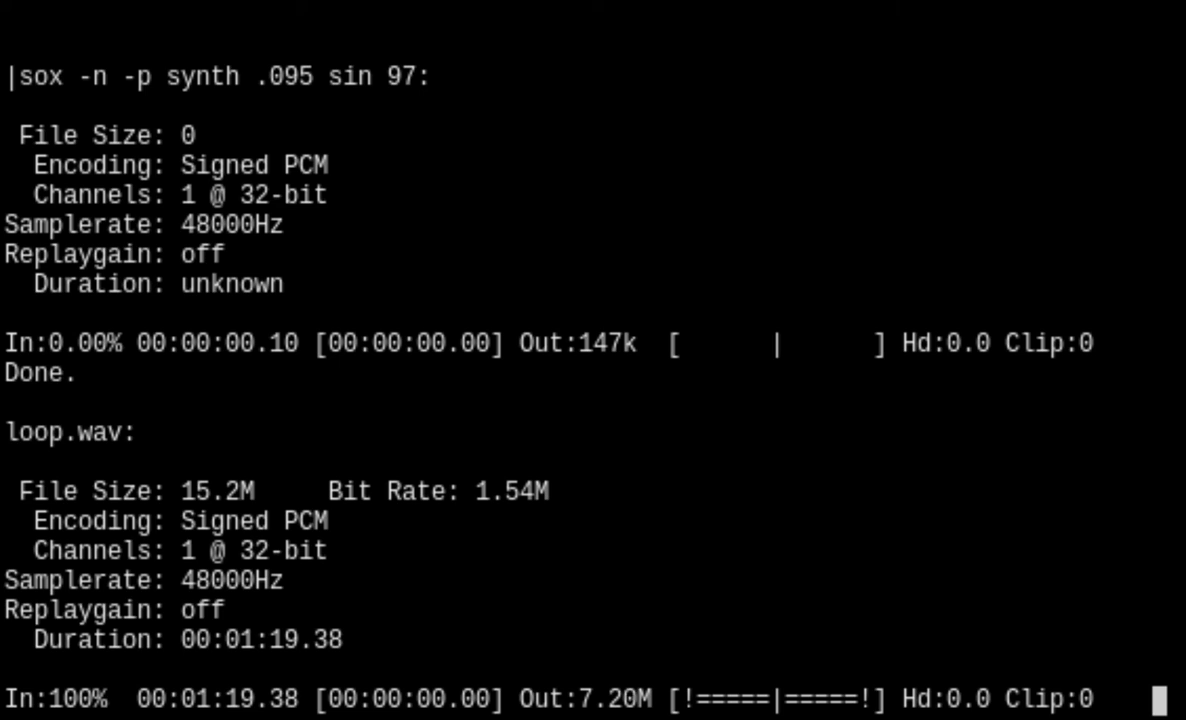 |sox -n -p synth .095 sin 97:
File Size: 0
Encoding: Signed PCM
Channels: 1 @ 32-bit
Samplerate: 48000Hz
Replaygain: off
Duration: unknown
In:0.00% 00:00:00.10 [00:00:00.00] Out:147k  [      |      ] Hd:0.0 Clip:0
Done.
loop.wav:
File Size: 15.2M     Bit Rate: 1.54M
Encoding: Signed PCM
Channels: 1 @ 32-bit
Samplerate: 48000Hz
Replaygain: off
Duration: 00:01:19.38
In:100%  00:01:19.38 [00:00:00.00] Out:7.20M [!=====|=====!] Hd:0.0 Clip:0